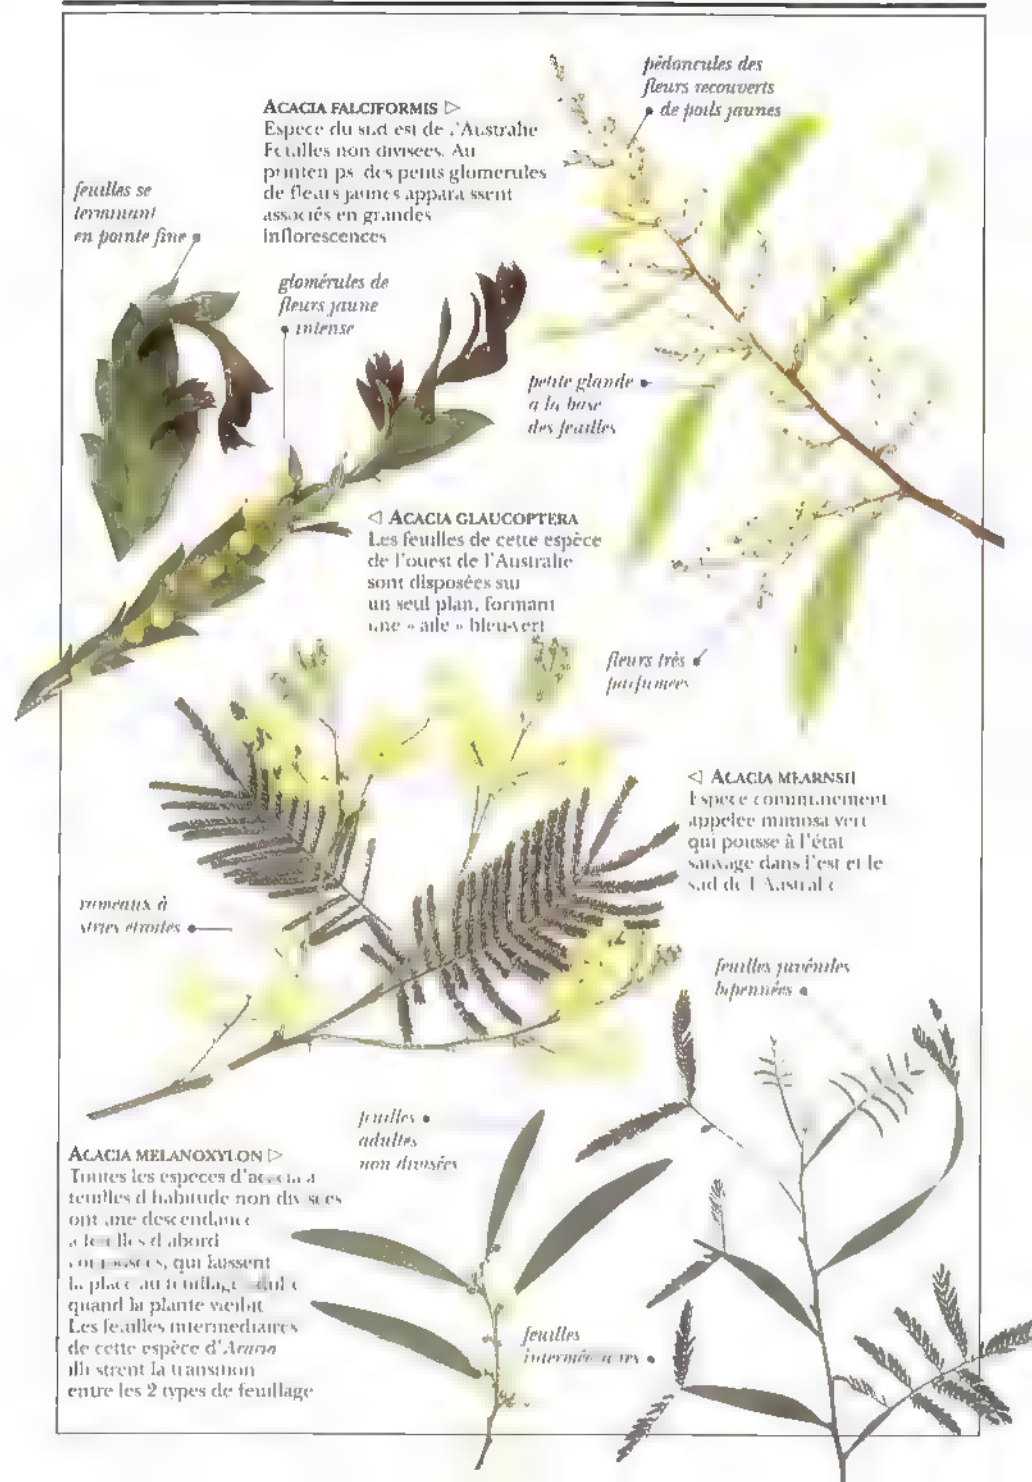 pédoncules des
fleurs recouverts
de poils jaunes
ACACIA FALCIFORMIS ▷
Espece du sud est de l'Australie
Feuilles non divisees. Au
printemps des petits glomerules
de fleurs jaunes apparaissent
associés en grandes
inflorescences
feuilles se
terminant
en pointe fine
glomérules de
fleurs jaune
intense
petite glande
a la base
des feuilles
◁ ACACIA GLAUCOPTERA
Les feuilles de cette espèce
de l'ouest de l'Australie
sont disposées sur
un seul plan, formant
une « aile » bleu-vert
fleurs très
parfumées
◁ ACACIA MEARNSII
Espece communement
appelee mimosa vert
qui pousse à l'état
sauvage dans l'est et le
sud de l'Australie
rameaux à
stries etroites
feuilles juvéniles
bipennées
feuilles
adultes
non divisées
ACACIA MELANOXYLON ▷
Toutes les especes d'acacia a
feuilles d habitude non divisees
ont une descendance
a feuilles d abord
qui laissent
la place au feuillage
quand la plante vieillit
Les feuilles intermediaires
de cette espèce d'Acacia
illustrent la transition
entre les 2 types de feuillage
feuilles
intermédiaires